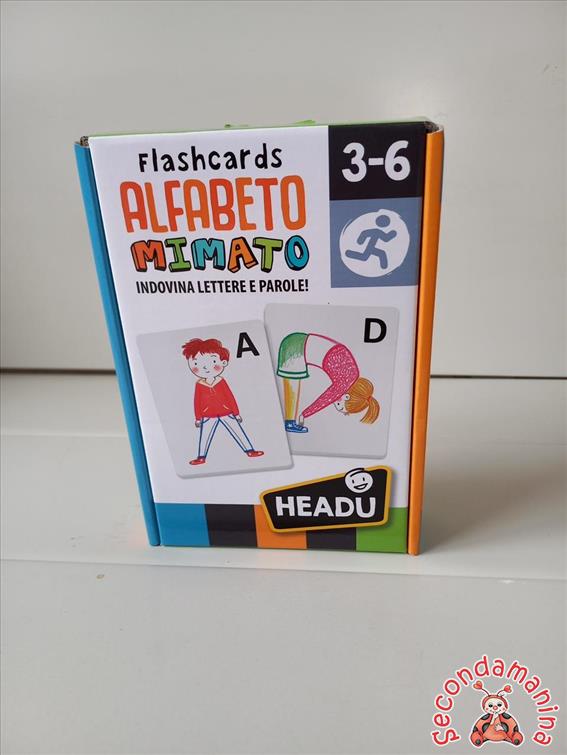 Flashcards
3-6
ALFABETO
MIMATO
INDOVINA LETTERE E PAROLE!
A
D
HEADU
Secondamanina